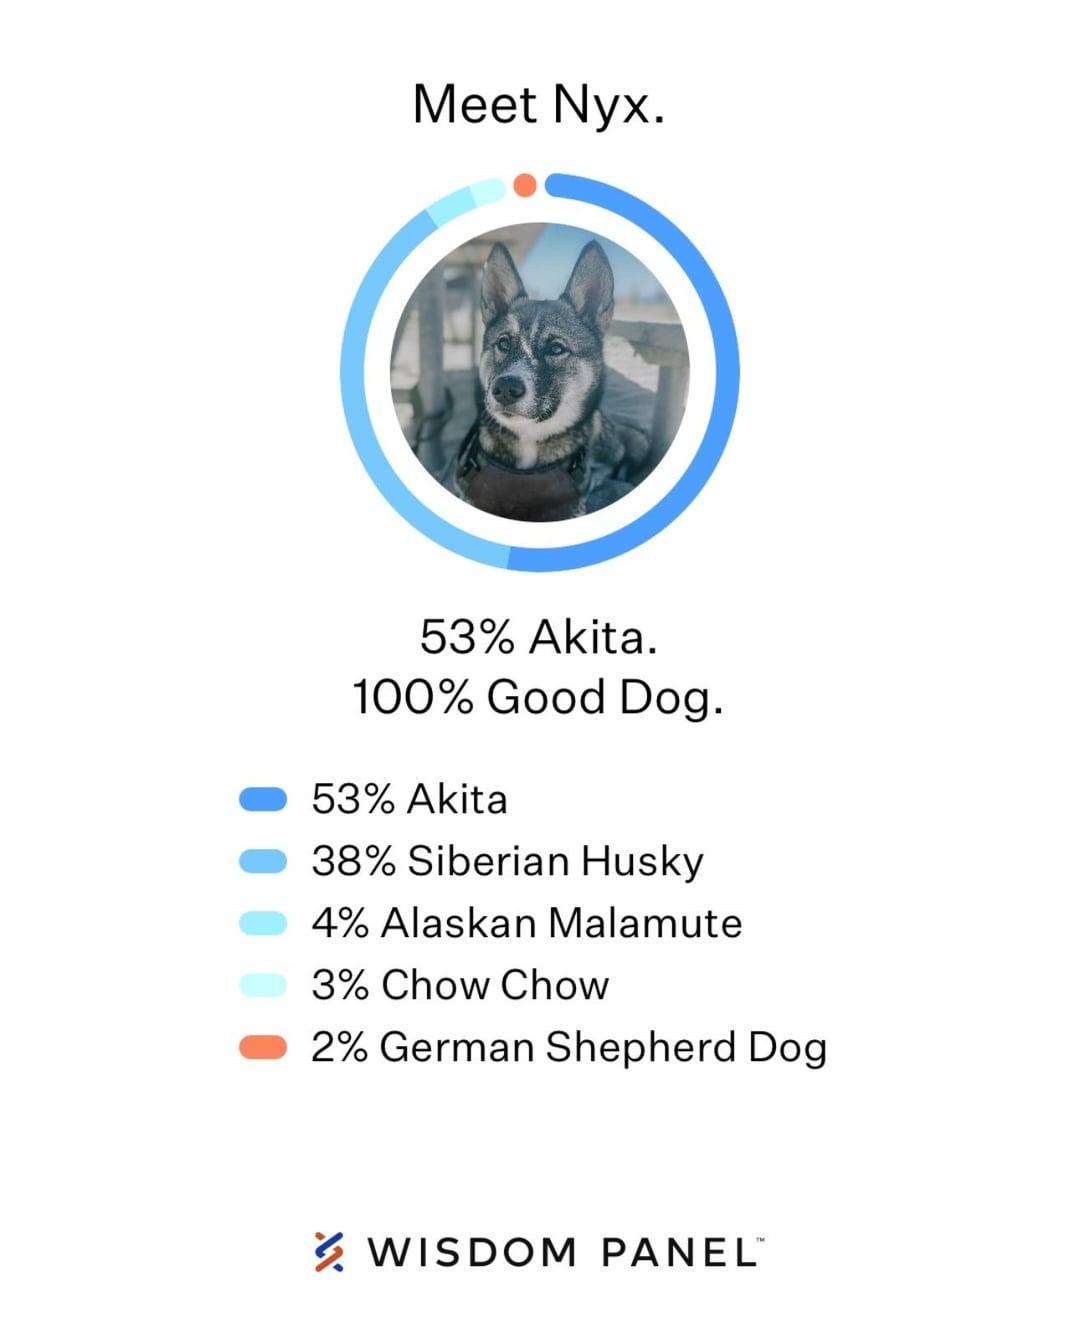 Meet Nyx.
53% Akita.
100% Good Dog.
53% Akita
38% Siberian Husky
4% Alaskan Malamute
3% Chow Chow
2% German Shepherd Dog
WISDOM PANEL™